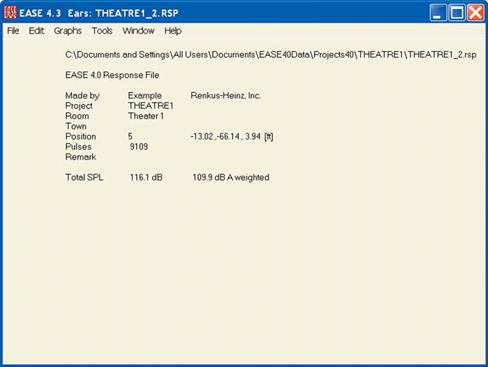 EASE 4.3 Ears: THEATRE1_2.RSP
File Edit Graphs Tools Window Help
C:\Documents and Settings\All Users\Documents\EASE40Data\Projects40\THEATRE1\THEATRE1_2.rsp
EASE 4.0 Response File
Made by Example Renkus-Heinz, Inc.
Project THEATRE1
Room Theater 1
Town
Position 5 -13.02 ,-66.14 , 3.94 [ft]
Pulses 9109
Remark
Total SPL 116.1 dB 109.9 dB A weighted